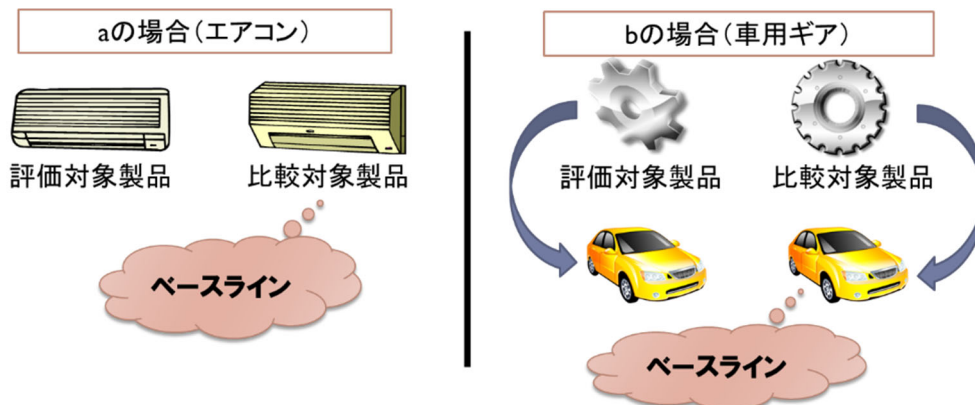 aの場合(エアコン)
評価対象製品
比較対象製品
ベースライン
bの場合(車用ギア)
評価対象製品
比較対象製品
ベースライン